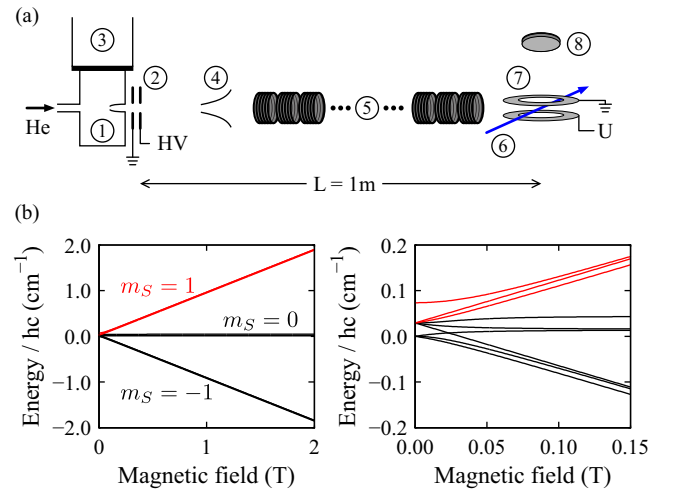 (a)
3
2
4
7
8
He
1
HV
5
6
U
L = 1m
(b)
Energy / hc (cm⁻¹)
2.0
1.0
0.0
−1.0
−2.0
m_S = 1
m_S = 0
m_S = −1
0
1
2
Magnetic field (T)
Energy / hc (cm⁻¹)
0.2
0.1
0.0
−0.1
−0.2
0.00
0.05
0.10
0.15
Magnetic field (T)